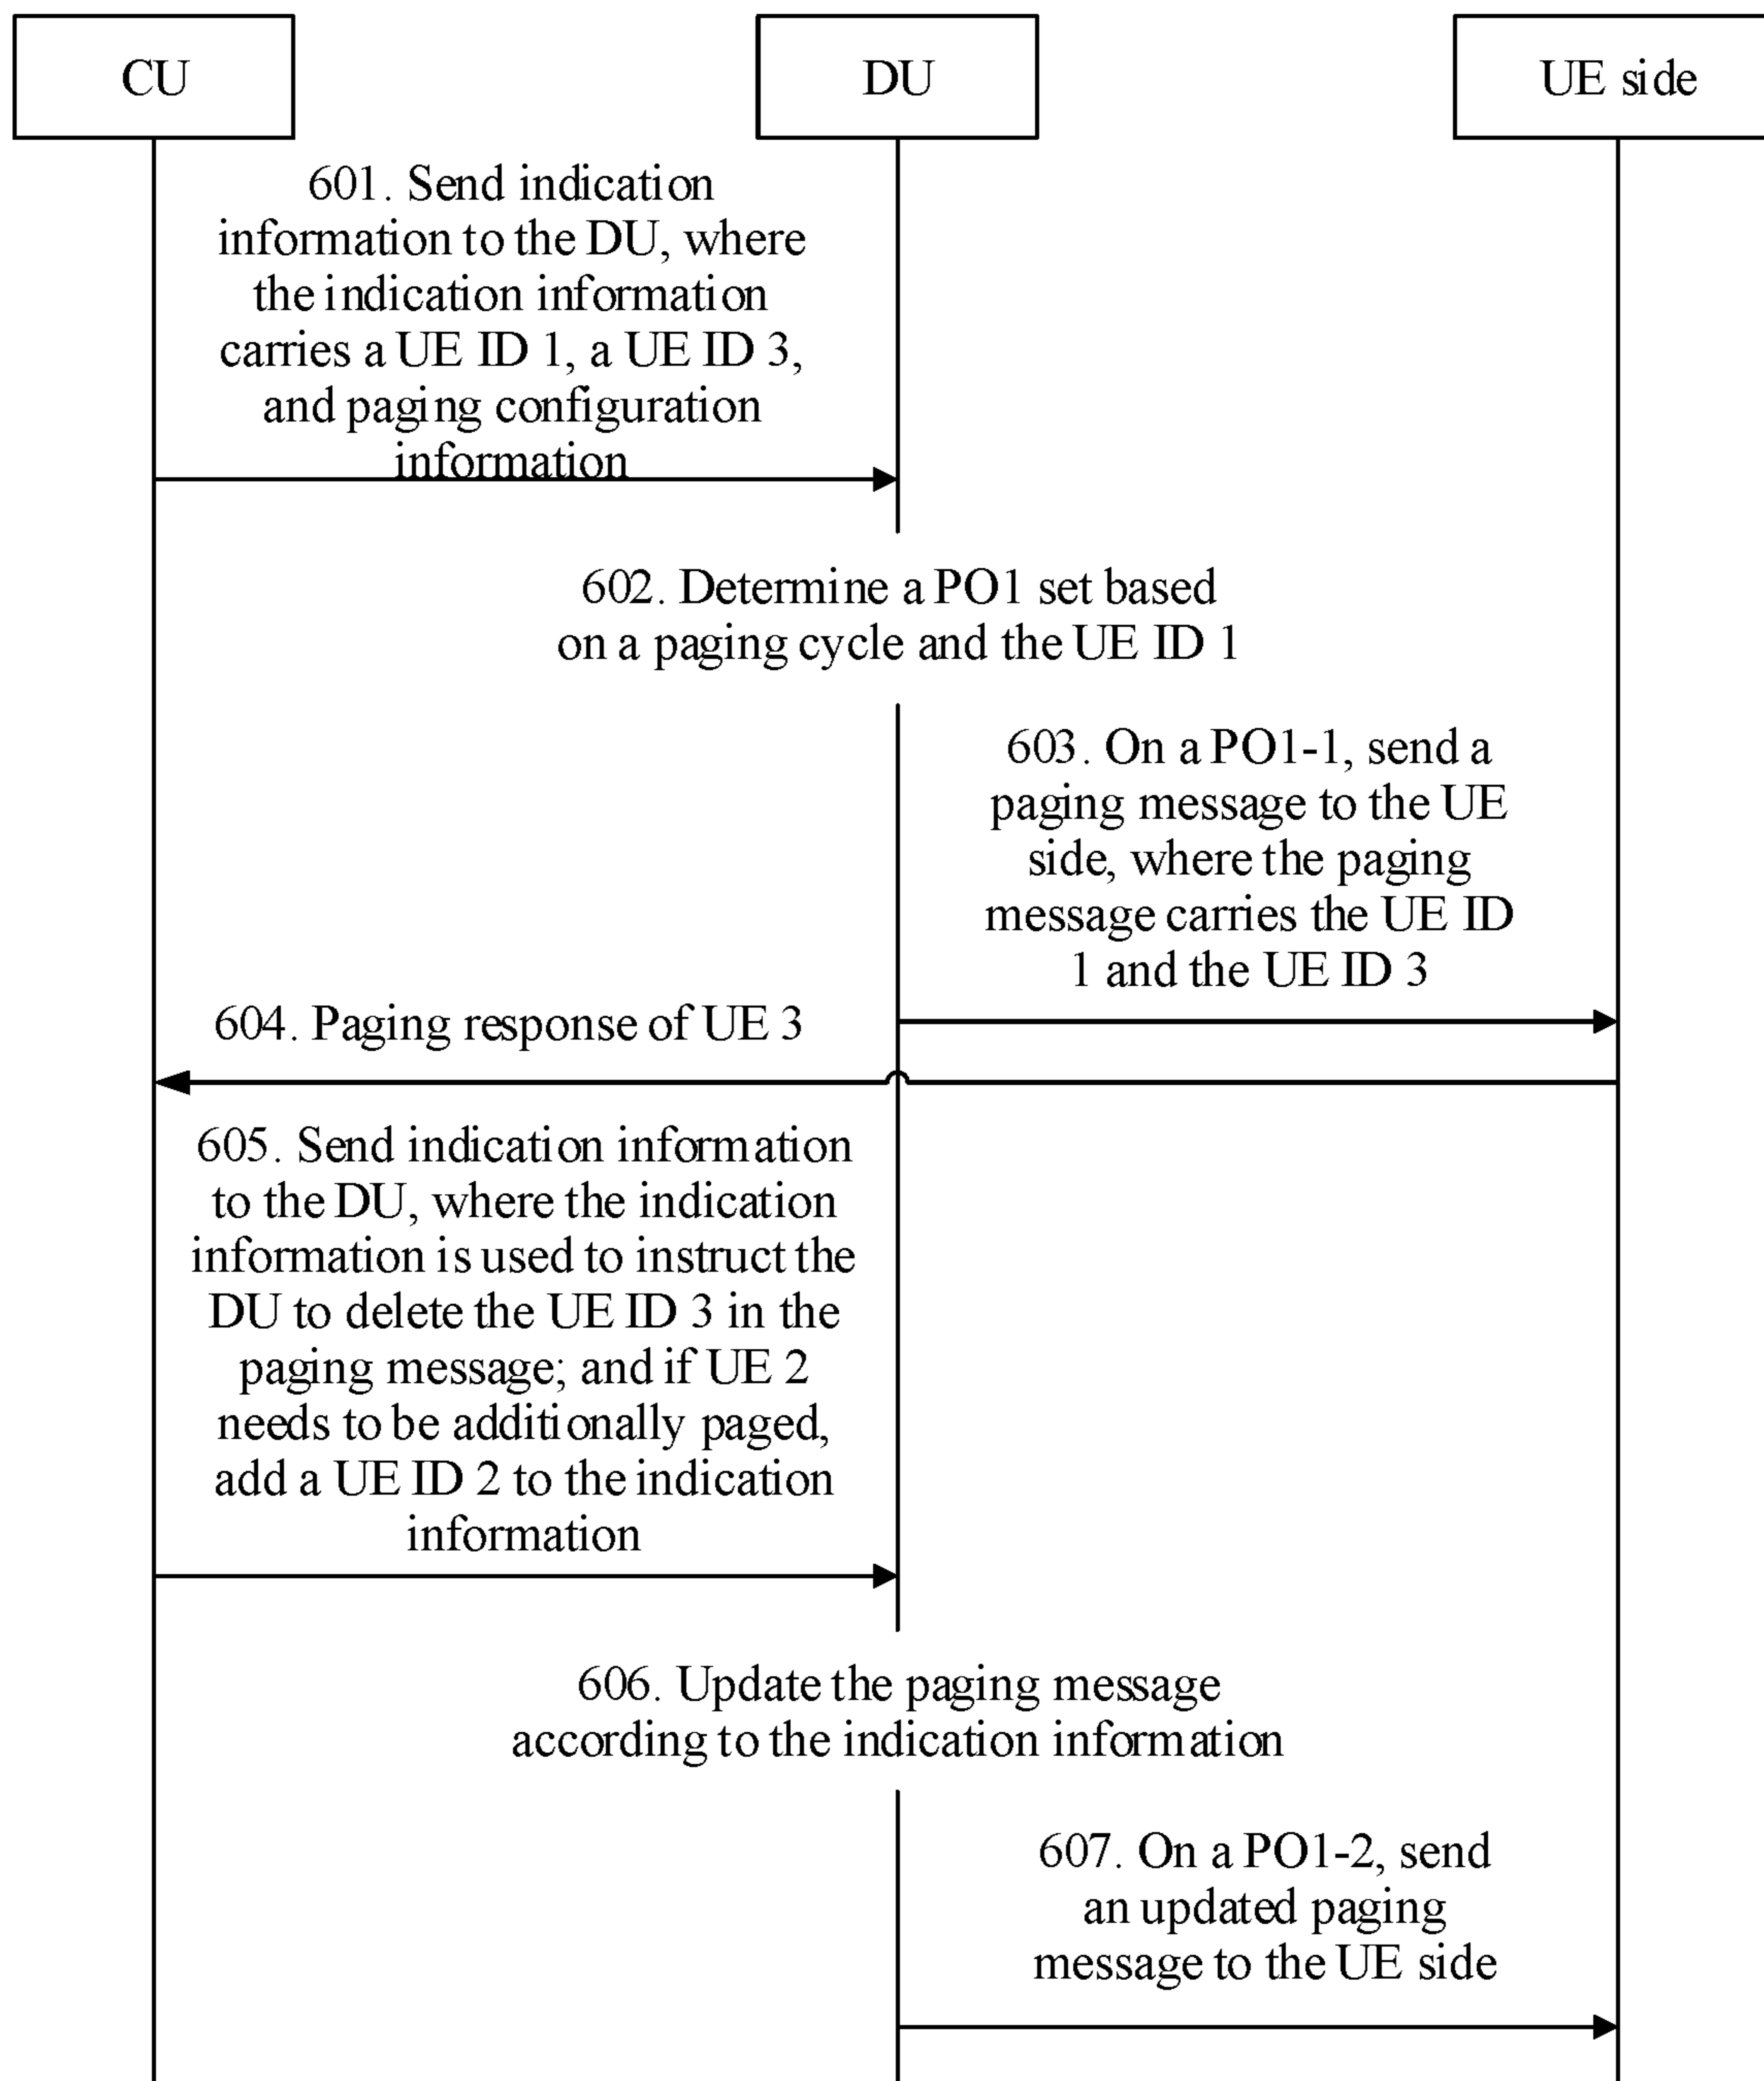 CU
DU
UE side
601. Send indication
information to the DU, where
the indication information
carries a UE ID 1, a UE ID 3,
and paging configuration
information
602. Determine a PO1 set based
on a paging cycle and the UE ID 1
603. On a PO1-1, send a
paging message to the UE
side, where the paging
message carries the UE ID
1 and the UE ID 3
604. Paging response of UE 3
605. Send indication information
to the DU, where the indication
information is used to instruct the
DU to delete the UE ID 3 in the
paging message; and if UE 2
needs to be additionally paged,
add a UE ID 2 to the indication
information
606. Update the paging message
according to the indication information
607. On a PO1-2, send
an updated paging
message to the UE side